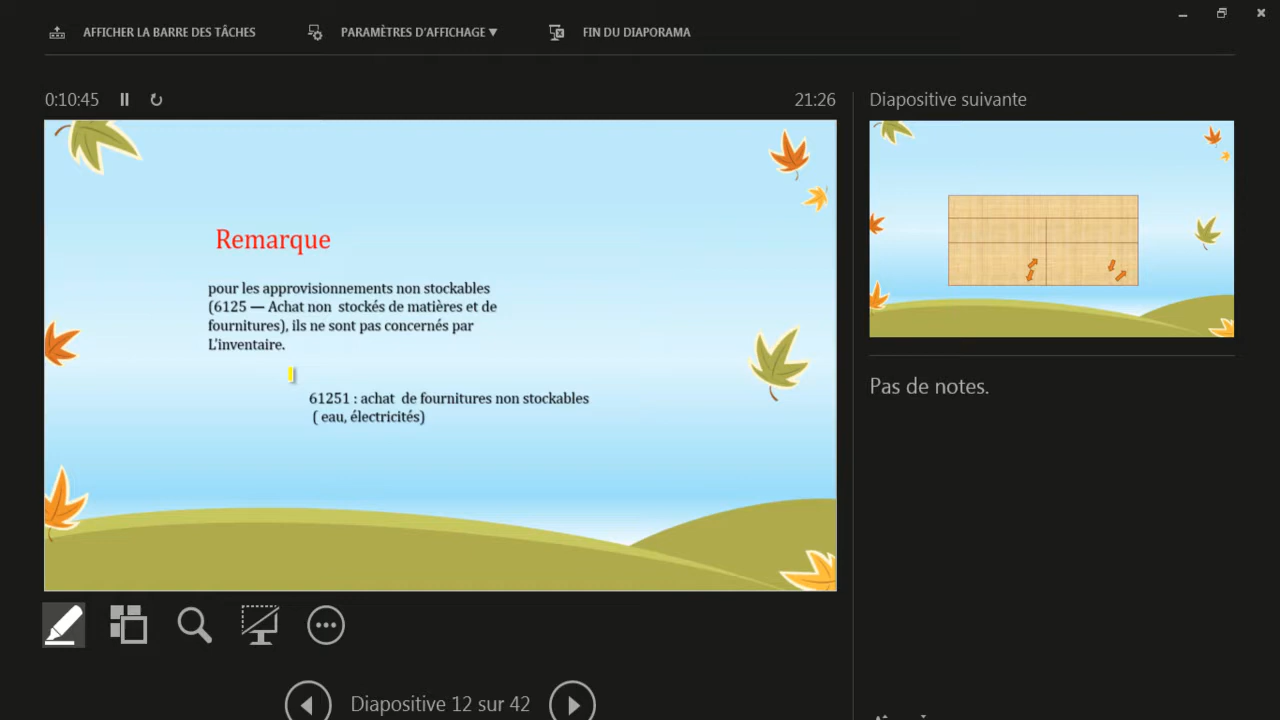 AFFICHER LA BARRE DES TÂCHES
PARAMÈTRES D'AFFICHAGE ▼
FIN DU DIAPORAMA
0:10:45
21:26
Diapositive suivante
Remarque
pour les approvisionnements non stockables
(6125 — Achat non stockés de matières et de
fournitures), ils ne sont pas concernés par
L'inventaire.
61251 : achat de fournitures non stockables
( eau, électricités)
Pas de notes.
Diapositive 12 sur 42